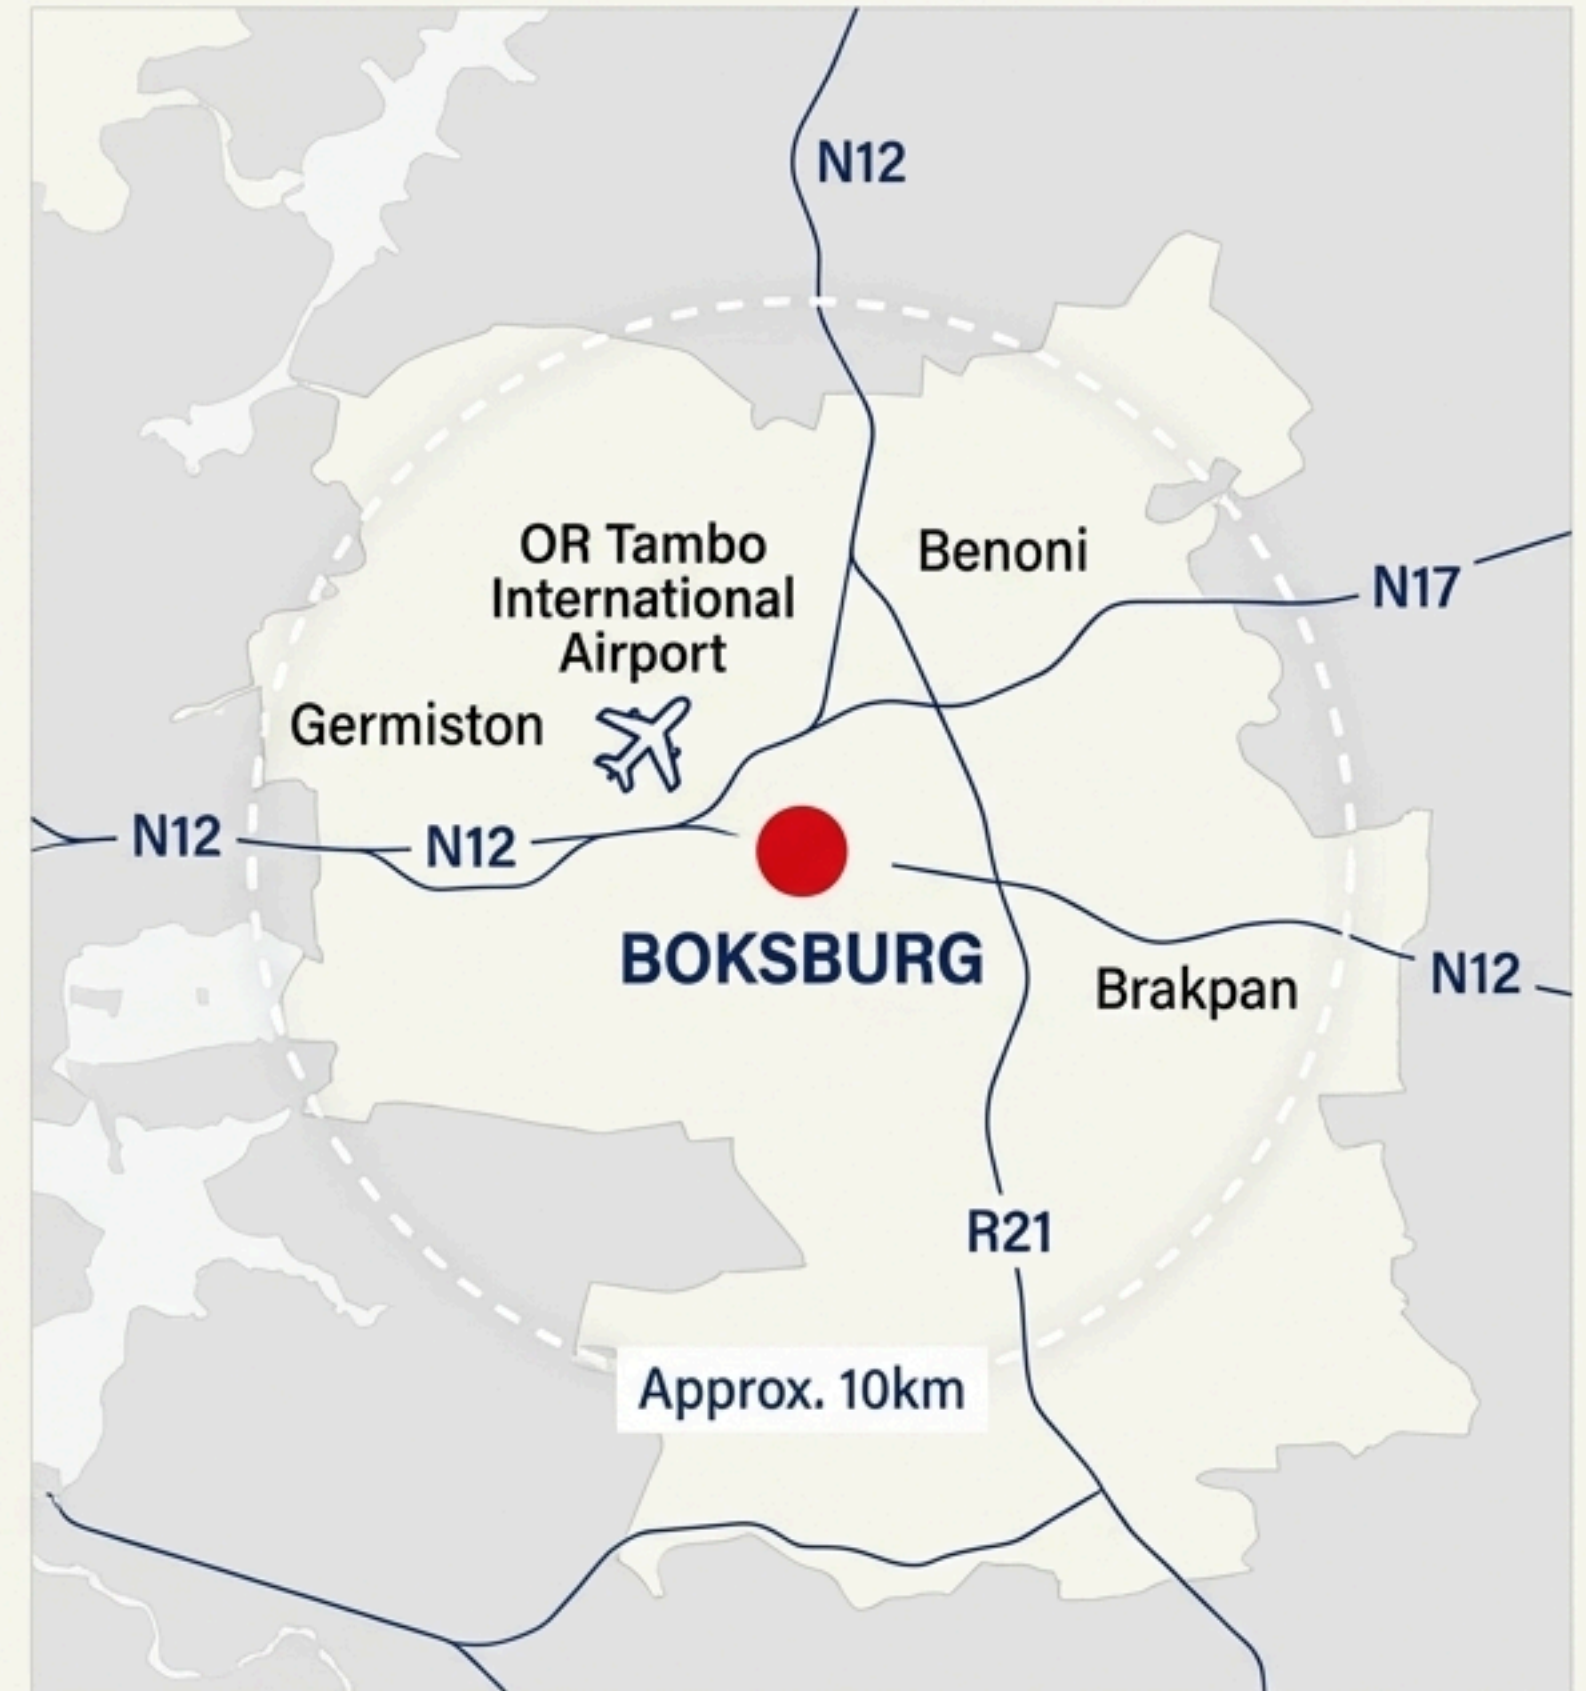 N12
OR Tambo
International
Airport
Benoni
N17
Germiston
N12
N12
BOKSBURG
Brakpan
N12
R21
Approx. 10km